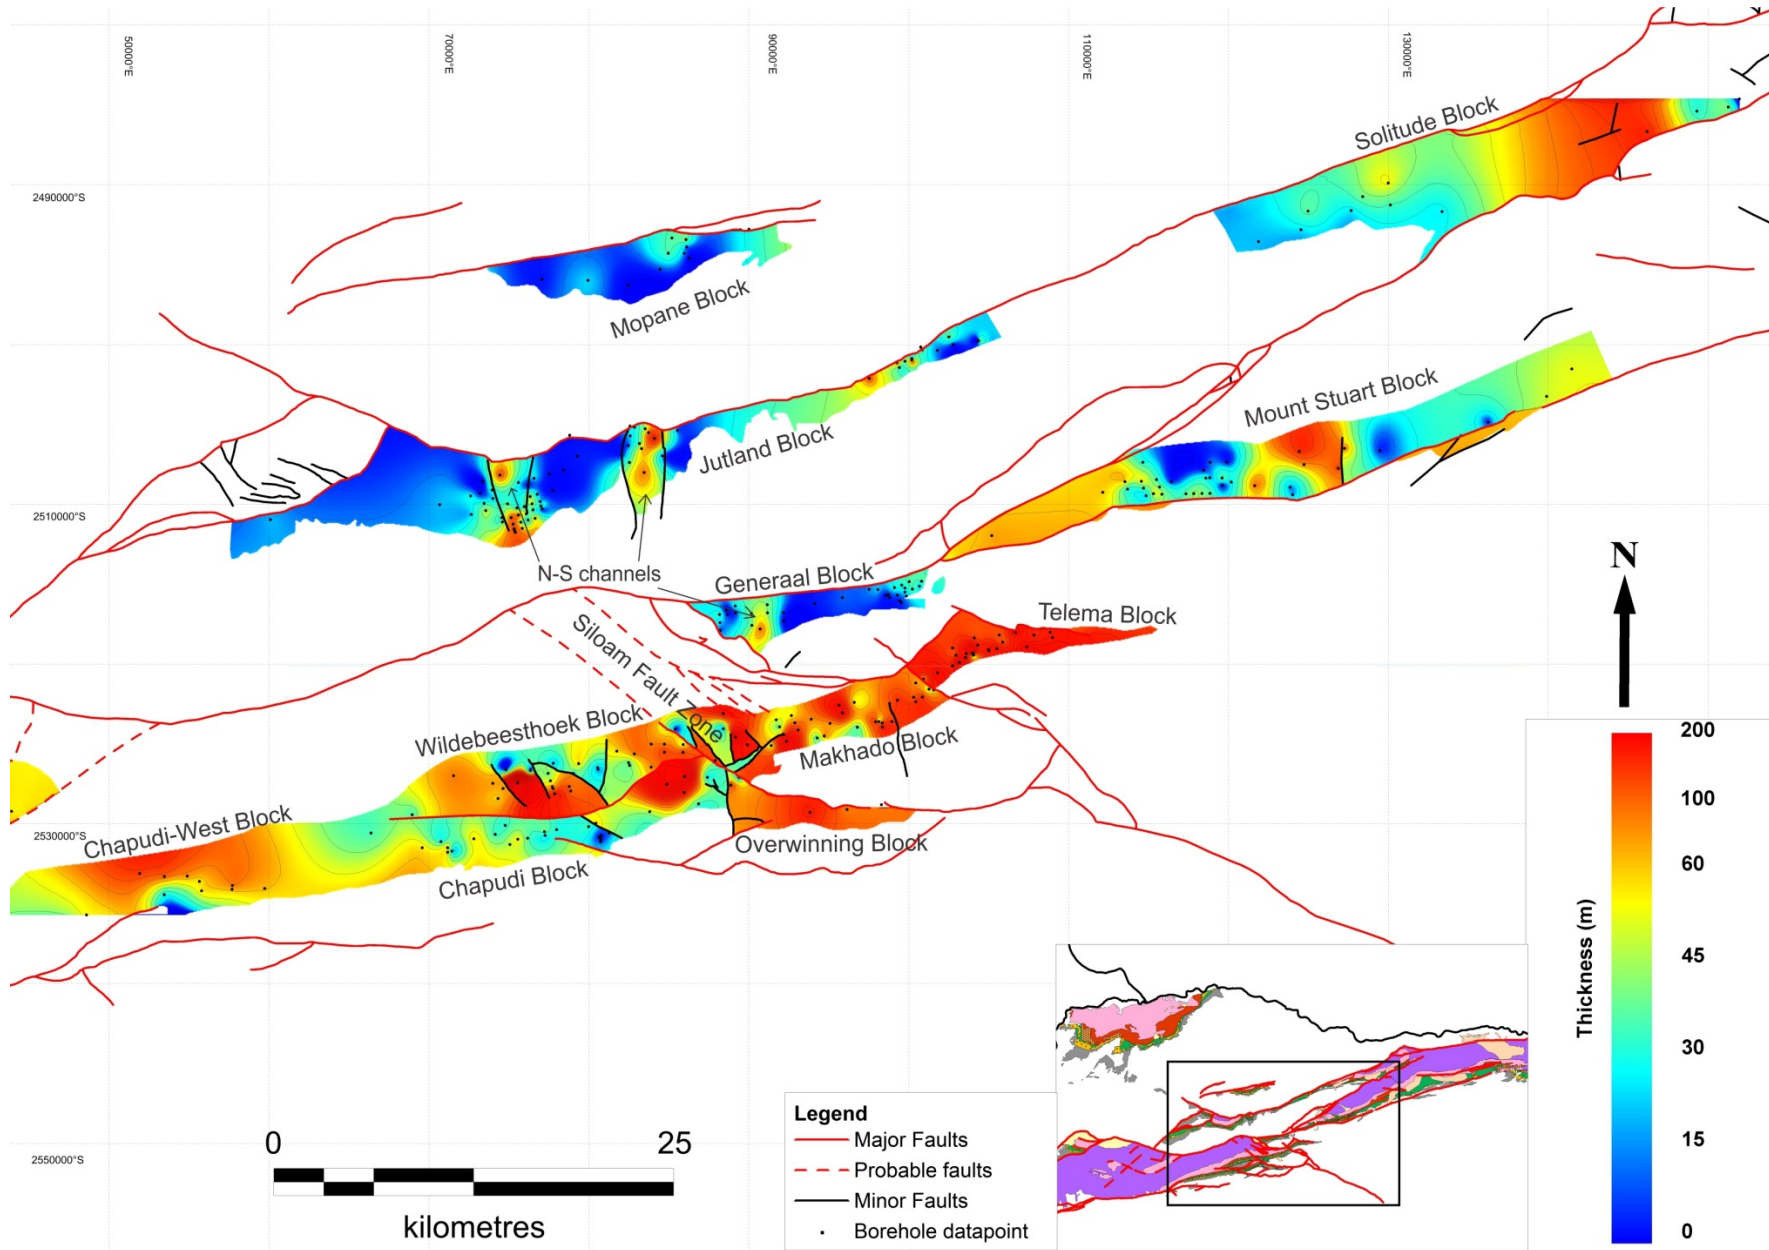 50000°E
70000°E
90000°E
110000°E
130000°E
Solitude Block
2490000°S
Mopane Block
Mount Stuart Block
Jutland Block
2510000°S
N-S channels
Generaal Block
N
Telema Block
Siloam Fault Zone
Wildebeesthoek Block
Makhado Block
Chapudi-West Block
2530000°S
Overwinning Block
Chapudi Block
Thickness (m)
200
100
60
45
30
15
0
Legend
Major Faults
Probable faults
Minor Faults
Borehole datapoint
0 25
kilometres
2550000°S